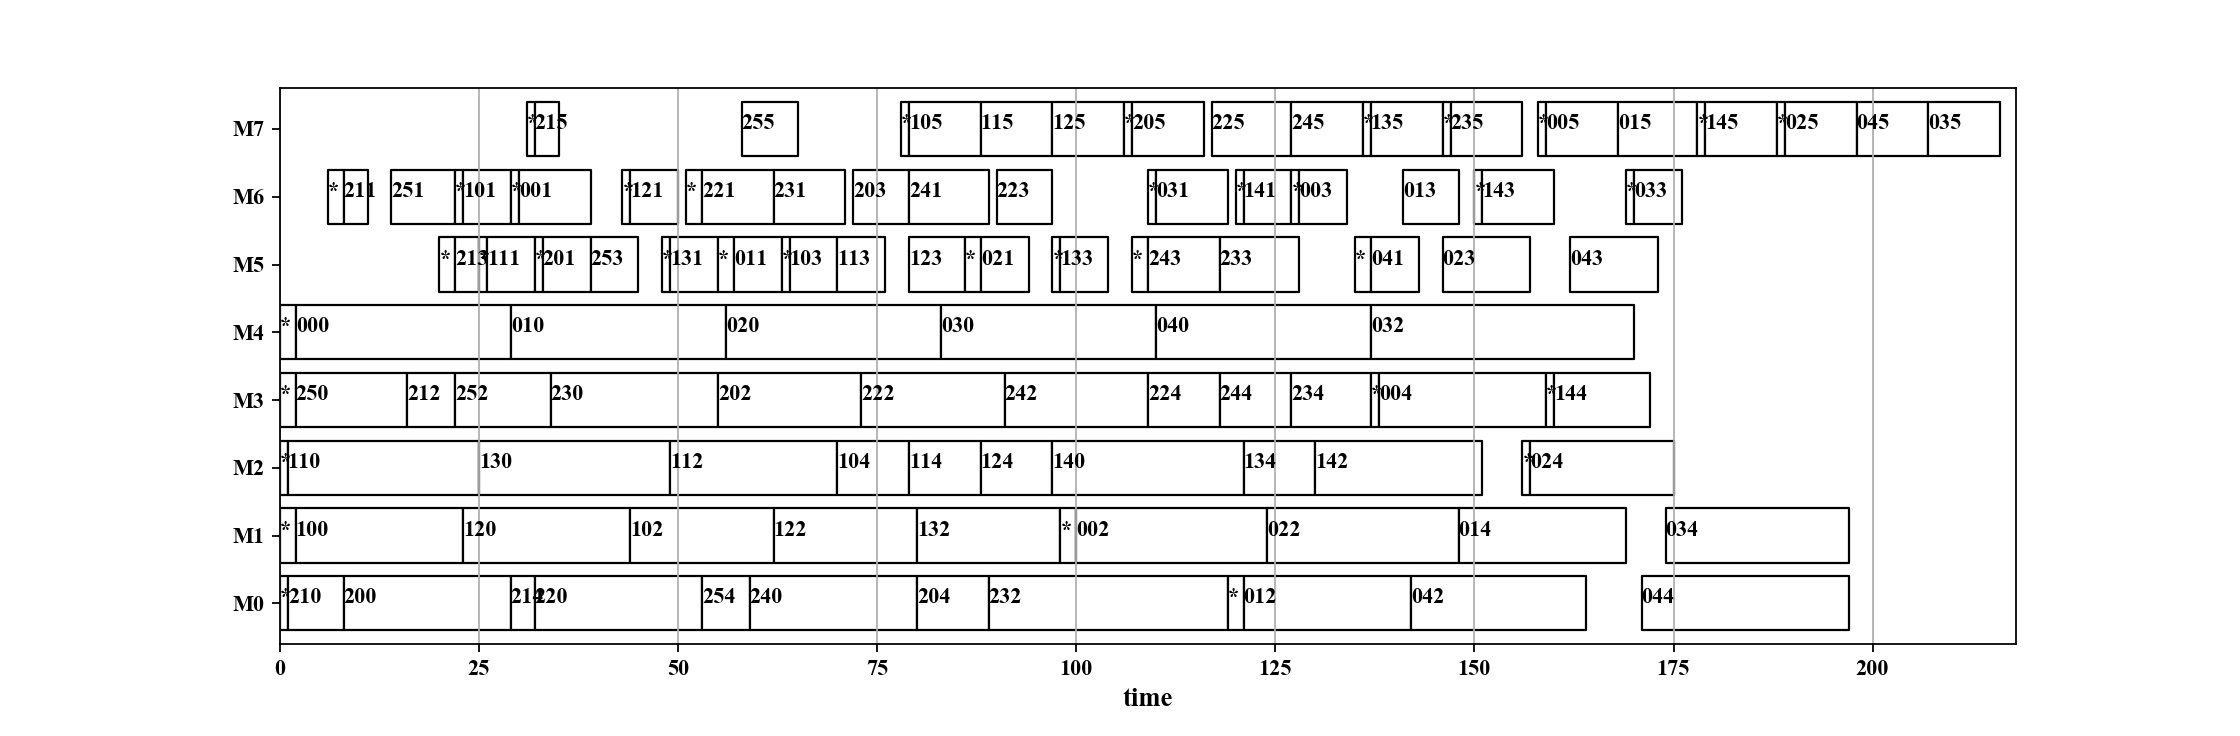 M7 * 215 255 * 105 115 125 * 205 225 245 * 135 * 235 * 005 015 * 145 * 025 045 035
M6 * 211 251 * 101 * 001 * 121 * 221 231 203 241 223 * 031 * 141 * 003 013 * 143 * 033
M5 * 213 * 111 * 201 253 * 131 * 011 * 103 113 123 * 021 * 133 * 243 233 * 041 023 043
M4 * 000 010 020 030 040 032
M3 * 250 212 252 230 202 222 242 224 244 234 * 004 * 144
M2 * 110 130 112 104 114 124 140 134 142 * 024
M1 * 100 120 102 122 132 * 002 022 014 034
M0 * 210 200 214 220 254 240 204 232 * 012 042 044
0 25 50 75 100 125 150 175 200
time